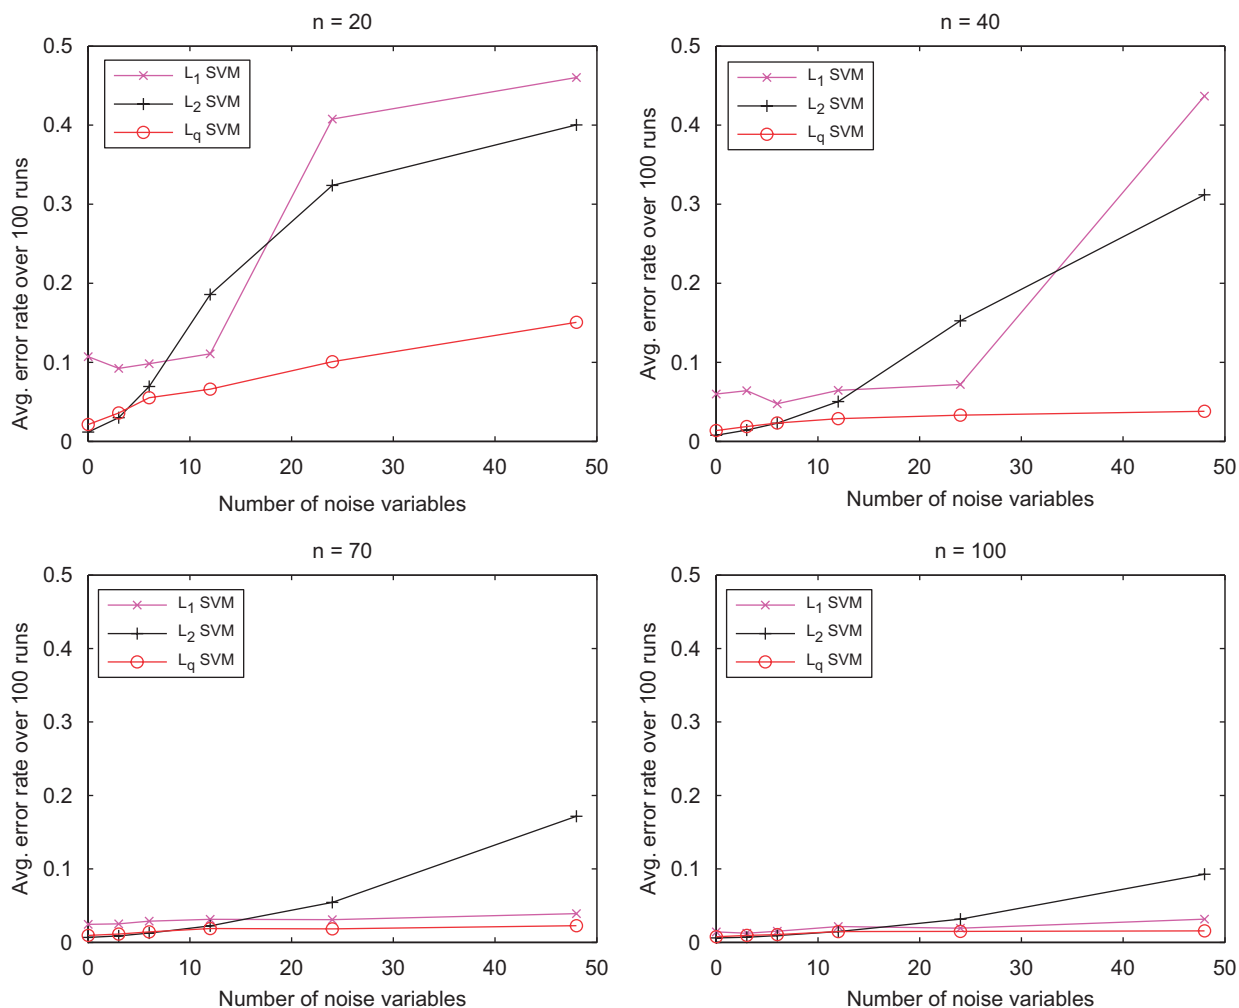 n = 20
0.5
0.4
0.3
0.2
0.1
0
Avg. error rate over 100 runs
L1 SVM
L2 SVM
Lq SVM
0 10 20 30 40 50
Number of noise variables
n = 40
0.5
0.4
0.3
0.2
0.1
0
Avg. error rate over 100 runs
L1 SVM
L2 SVM
Lq SVM
0 10 20 30 40 50
Number of noise variables
n = 70
0.5
0.4
0.3
0.2
0.1
0
Avg. error rate over 100 runs
L1 SVM
L2 SVM
Lq SVM
0 10 20 30 40 50
Number of noise variables
n = 100
0.5
0.4
0.3
0.2
0.1
0
Avg. error rate over 100 runs
L1 SVM
L2 SVM
Lq SVM
0 10 20 30 40 50
Number of noise variables